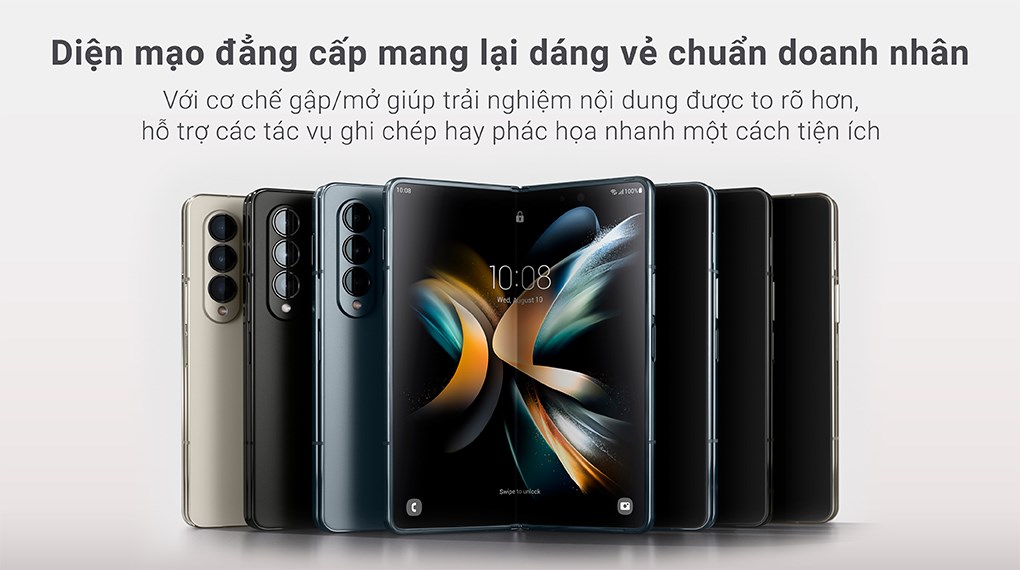 Diện mạo đẳng cấp mang lại dáng vẻ chuẩn doanh nhân
Với cơ chế gập/mở giúp trải nghiệm nội dung được to rõ hơn,
hỗ trợ các tác vụ ghi chép hay phác họa nhanh một cách tiện ích
10:08
100%
10:08
Wed, August 10
Swipe to unlock